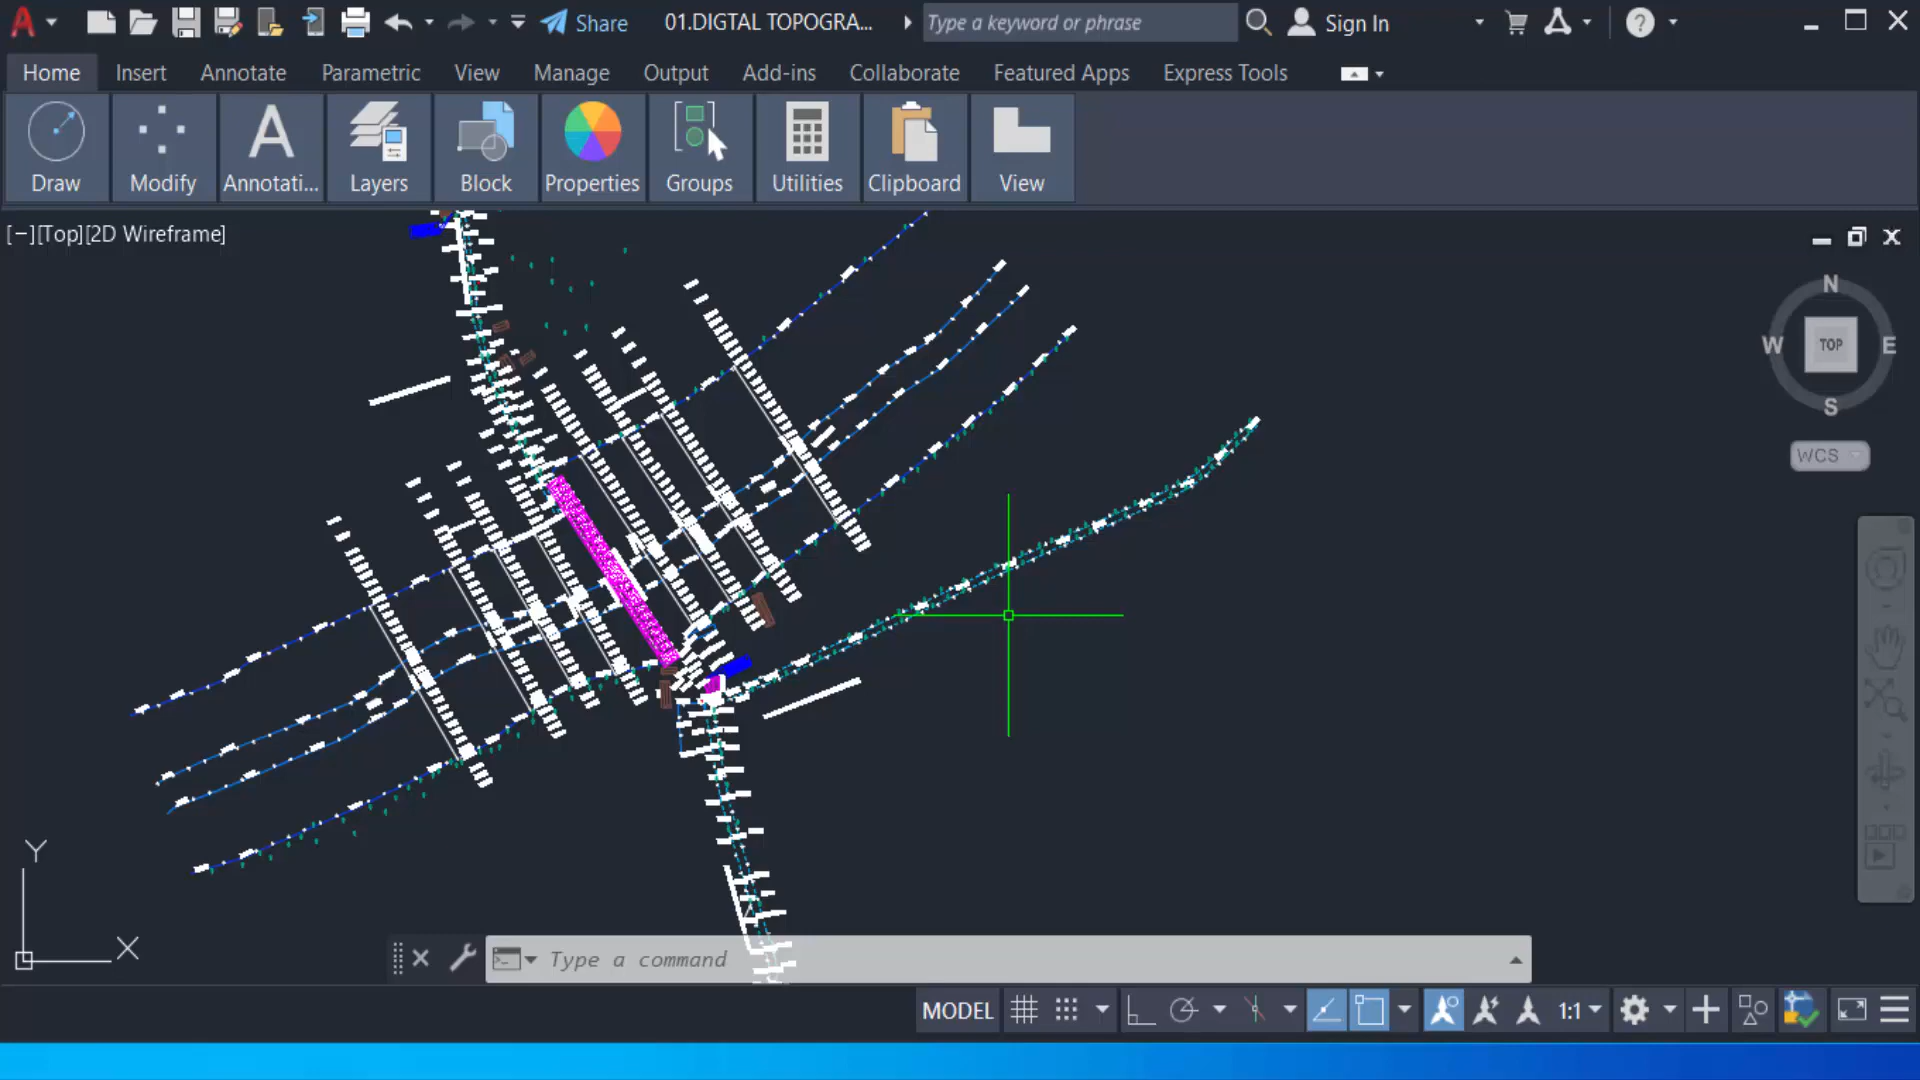 Share
01.DIGTAL TOPOGRA...
Type a keyword or phrase
Sign In
Home
Insert
Annotate
Parametric
View
Manage
Output
Add-ins
Collaborate
Featured Apps
Express Tools
Draw
Modify
Annotati...
Layers
Block
Properties
Groups
Utilities
Clipboard
View
[−][Top][2D Wireframe]
N
W
TOP
E
S
WCS
Y
X
Type a command
MODEL
1:1